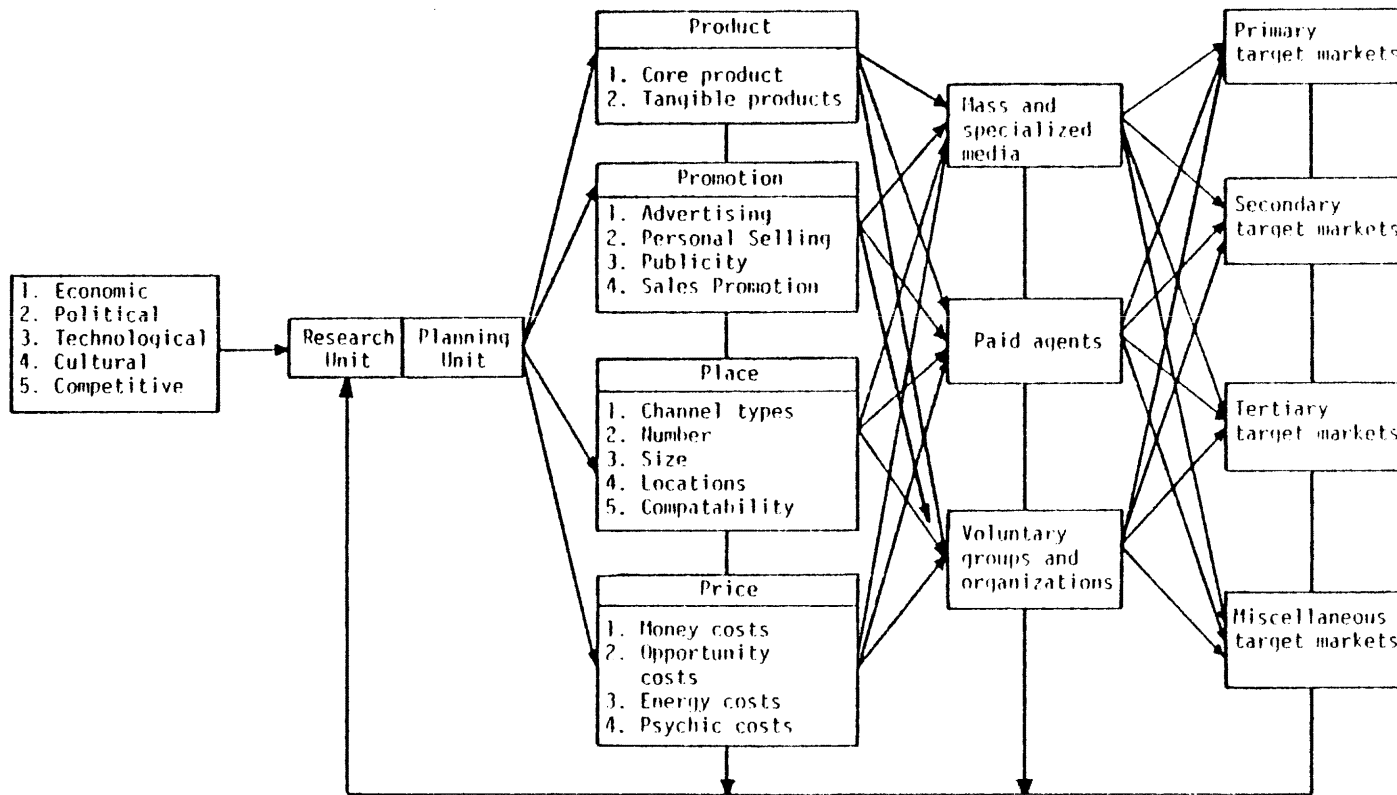 1. Economic
2. Political
3. Technological
4. Cultural
5. Competitive
Research
Unit
Planning
Unit
Product
1. Core product
2. Tangible products
Promotion
1. Advertising
2. Personal Selling
3. Publicity
4. Sales Promotion
Place
1. Channel types
2. Number
3. Size
4. Locations
5. Compatability
Price
1. Money costs
2. Opportunity
costs
3. Energy costs
4. Psychic costs
Mass and
specialized
media
Paid agents
Voluntary
groups and
organizations
Primary
target markets
Secondary
target markets
Tertiary
target markets
Miscellaneous
target markets